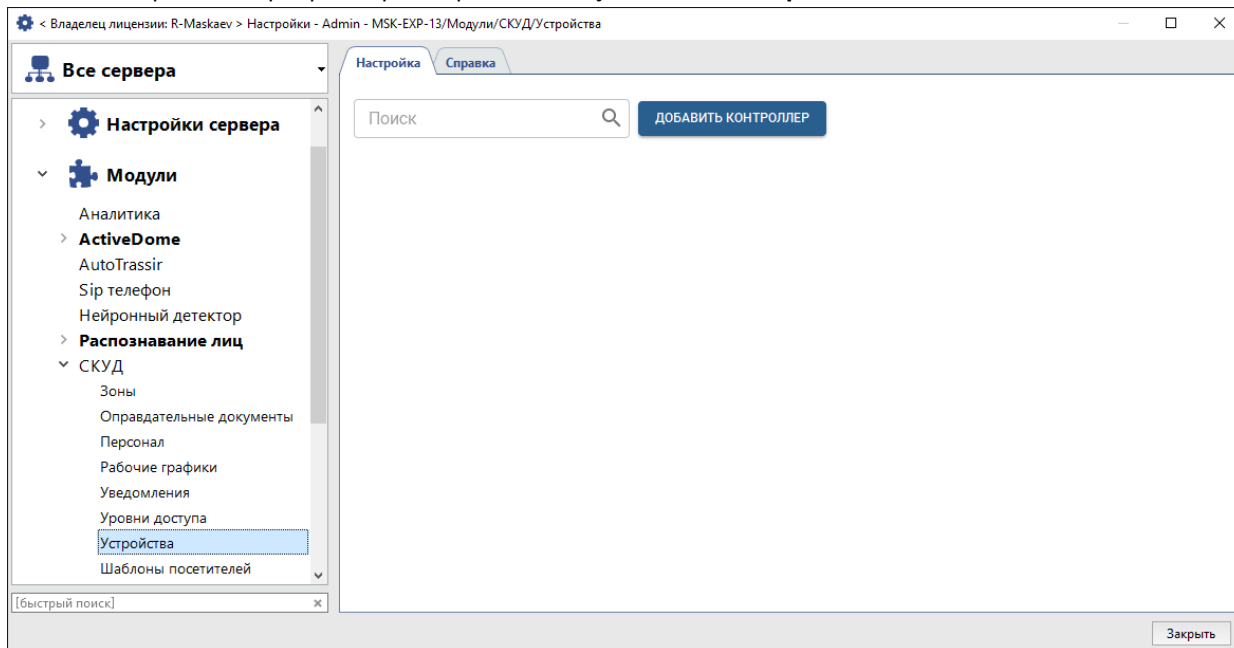 < Владелец лицензии: R-Maskaev > Настройки - Admin - MSK-EXP-13/Модули/СКУД/Устройства
Все сервера
Настройки сервера
Модули
Аналитика
ActiveDome
AutoTrassir
Sip телефон
Нейронный детектор
Распознавание лиц
СКУД
Зоны
Оправдательные документы
Персонал
Рабочие графики
Уведомления
Уровни доступа
Устройства
Шаблоны посетителей
[быстрый поиск]
Настройка Справка
Поиск ДОБАВИТЬ КОНТРОЛЛЕР
Закрыть